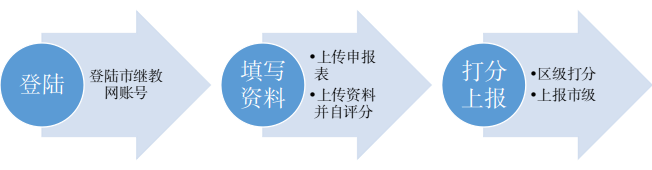 登陆
登陆市继教
网账号
填写
资料
•上传申报
表
•上传资料
并自评分
打分
上报
•区级打分
•上报市级